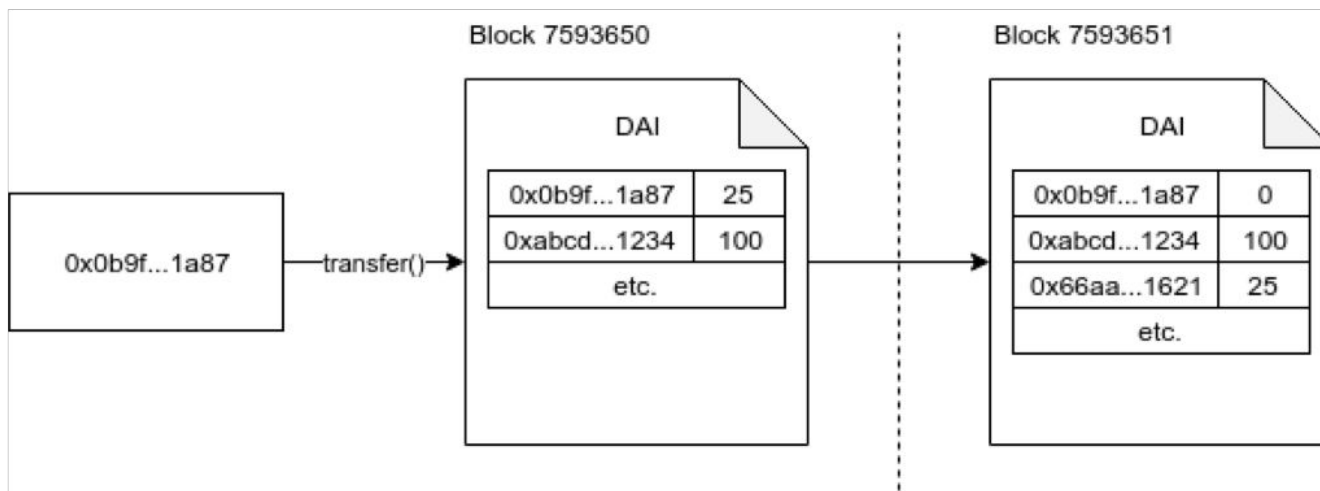 Block 7593650
Block 7593651
0x0b9f...1a87
transfer()
DAI
0x0b9f...1a87 25
0xabcd...1234 100
etc.
DAI
0x0b9f...1a87 0
0xabcd...1234 100
0x66aa...1621 25
etc.